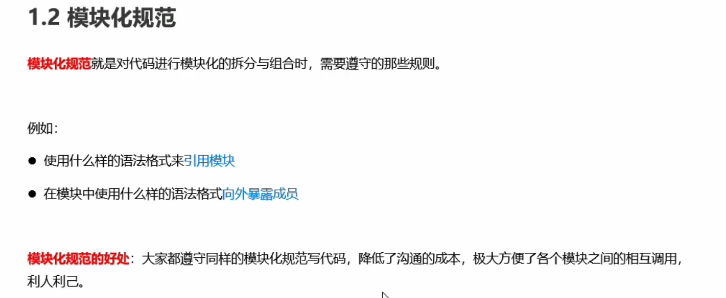 1.2 模块化规范
模块化规范就是对代码进行模块化的拆分与组合时，需要遵守的那些规则。
例如：
● 使用什么样的语法格式来引用模块
● 在模块中使用什么样的语法格式向外暴露成员
模块化规范的好处：大家都遵守同样的模块化规范写代码，降低了沟通的成本，极大方便了各个模块之间的相互调用，
利人利己。